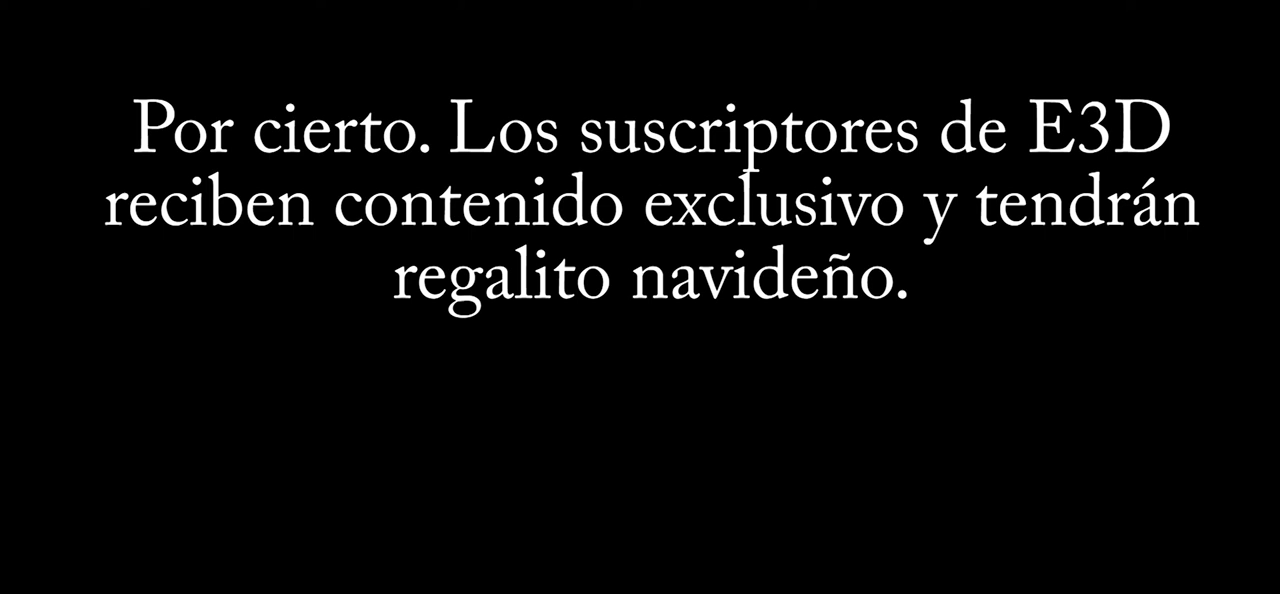 Por cierto. Los suscriptores de E3D
reciben contenido exclusivo y tendrán
regalito navideño.